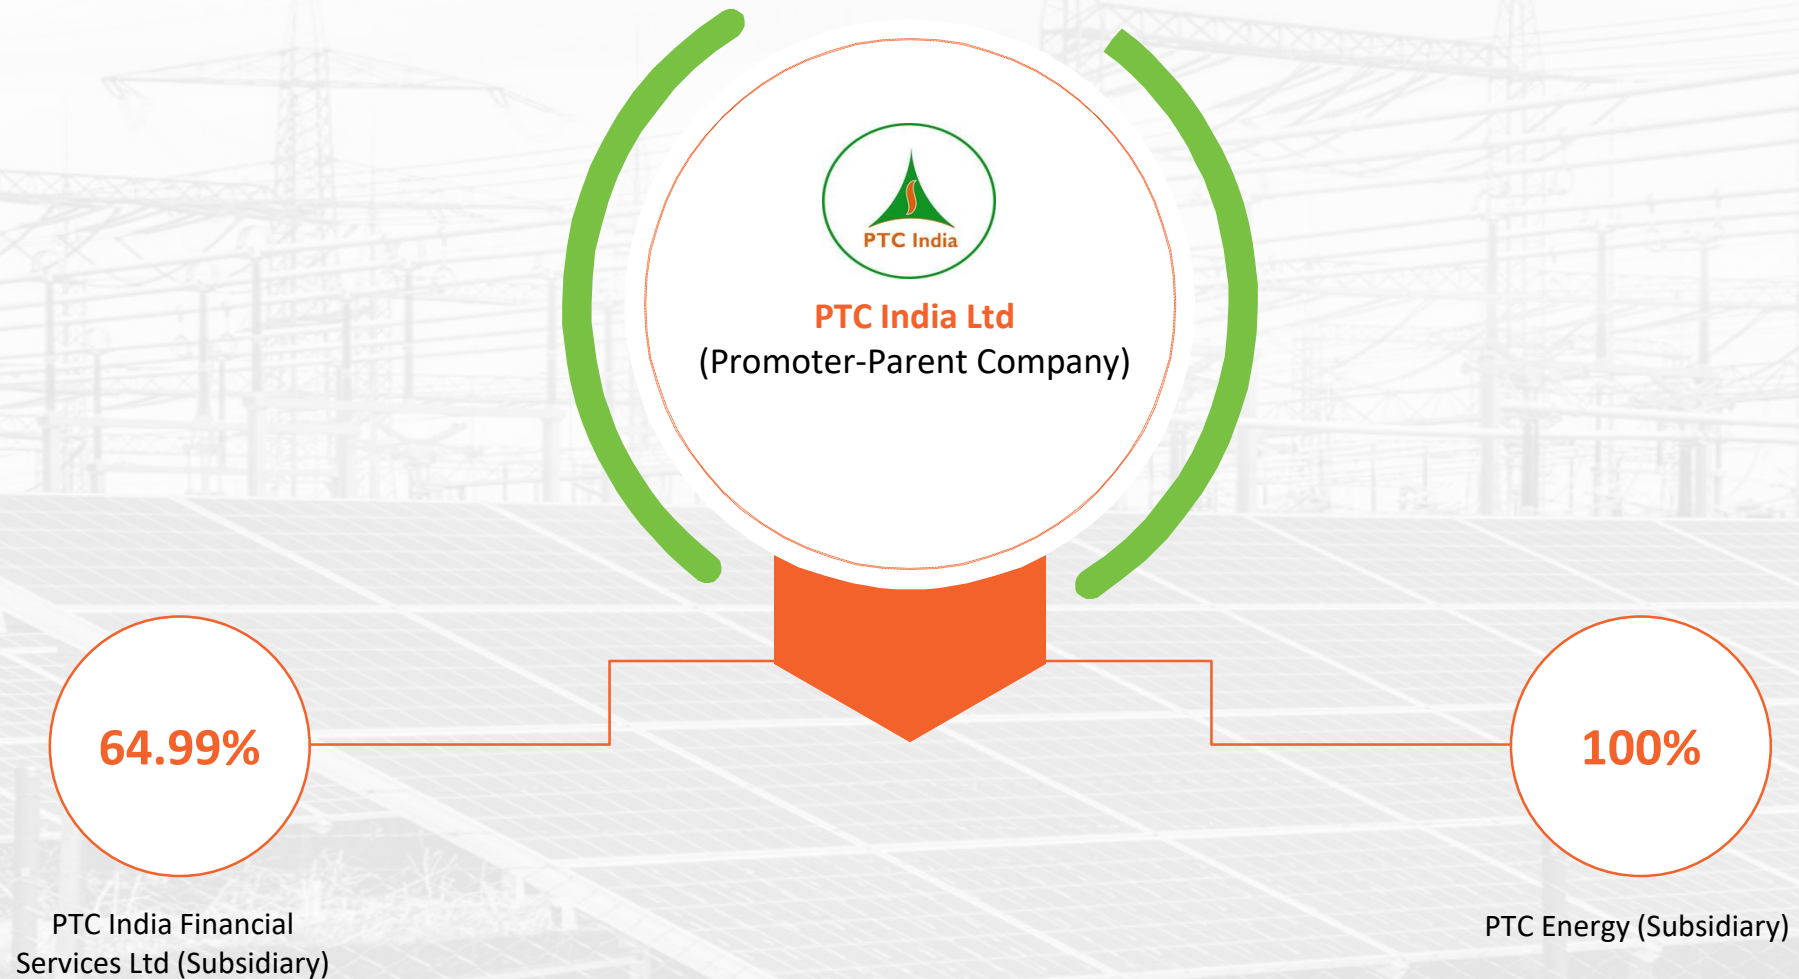 PTC India
PTC India Ltd
(Promoter-Parent Company)
64.99%
100%
PTC India Financial
Services Ltd (Subsidiary)
PTC Energy (Subsidiary)